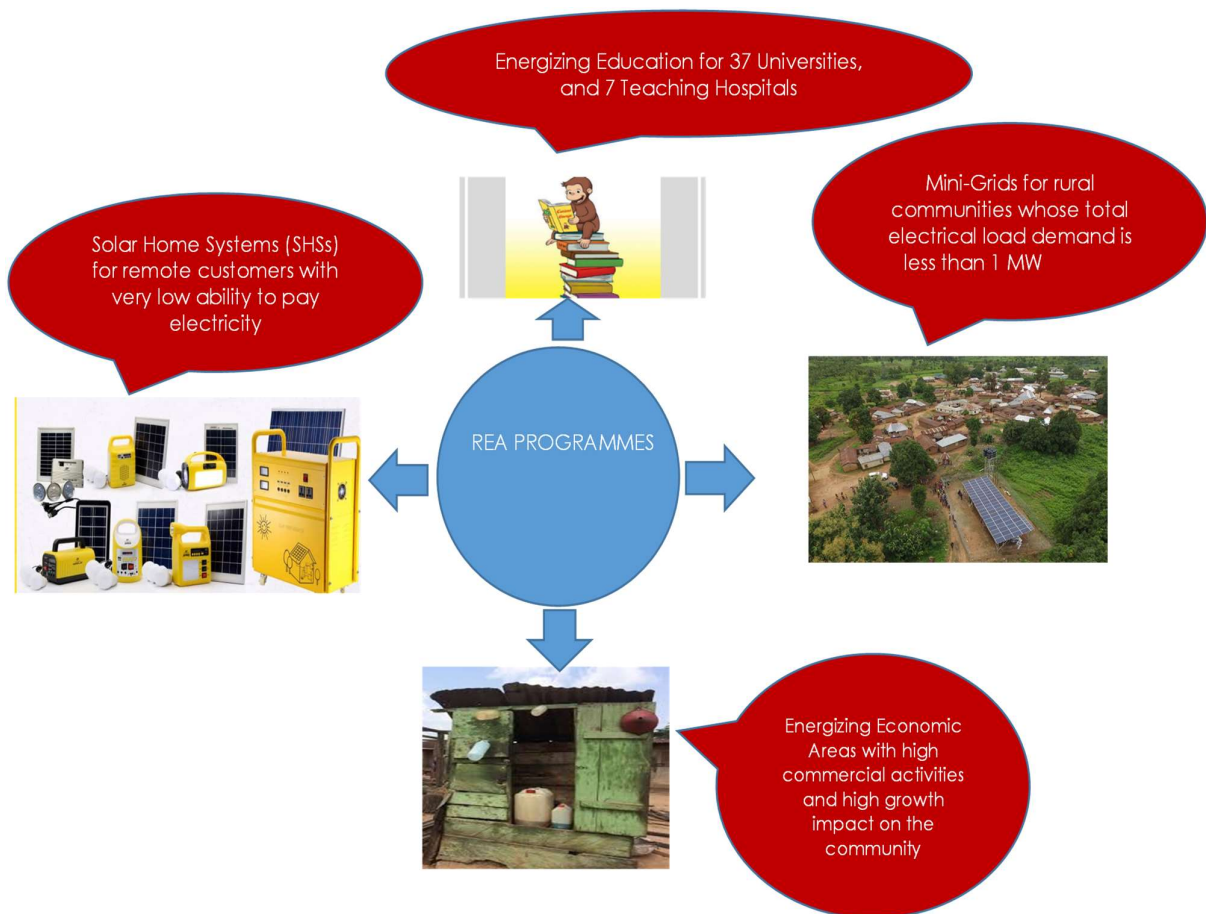 Energizing Education for 37 Universities,
and 7 Teaching Hospitals
Mini-Grids for rural
communities whose total
electrical load demand is
less than 1 MW
Solar Home Systems (SHSs)
for remote customers with
very low ability to pay
electricity
REA PROGRAMMES
Energizing Economic
Areas with high
commercial activities
and high growth
impact on the
community